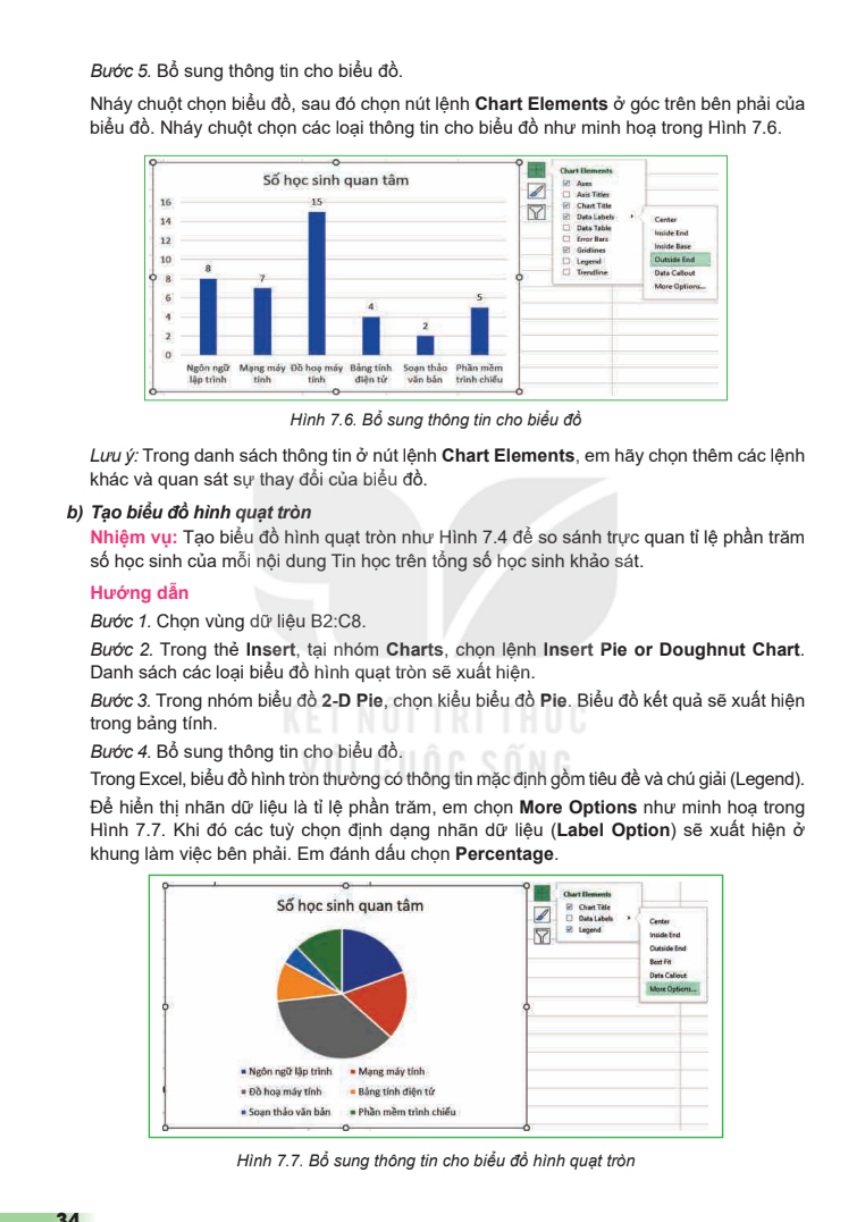 Bước 5. Bổ sung thông tin cho biểu đồ.
Nháy chuột chọn biểu đồ, sau đó chọn nút lệnh Chart Elements ở góc trên bên phải của
biểu đồ. Nháy chuột chọn các loại thông tin cho biểu đồ như minh hoạ trong Hình 7.6.
Số học sinh quan tâm
16
14
12
10
8
6
4
2
0
8
7
15
4
2
5
Ngôn ngữ lập trình
Mạng máy tính
Đồ hoạ máy tính
Bảng tính điện tử
Soạn thảo văn bản
Phần mềm trình chiếu
Chart Elements
Axes
Axis Titles
Chart Title
Data Labels
Data Table
Error Bars
Gridlines
Legend
Trendline
Center
Inside End
Inside Base
Outside End
Data Callout
More Options...
Hình 7.6. Bổ sung thông tin cho biểu đồ
Lưu ý: Trong danh sách thông tin ở nút lệnh Chart Elements, em hãy chọn thêm các lệnh
khác và quan sát sự thay đổi của biểu đồ.
b) Tạo biểu đồ hình quạt tròn
Nhiệm vụ: Tạo biểu đồ hình quạt tròn như Hình 7.4 để so sánh trực quan tỉ lệ phần trăm
số học sinh của mỗi nội dung Tin học trên tổng số học sinh khảo sát.
Hướng dẫn
Bước 1. Chọn vùng dữ liệu B2:C8.
Bước 2. Trong thẻ Insert, tại nhóm Charts, chọn lệnh Insert Pie or Doughnut Chart.
Danh sách các loại biểu đồ hình quạt tròn sẽ xuất hiện.
Bước 3. Trong nhóm biểu đồ 2-D Pie, chọn kiểu biểu đồ Pie. Biểu đồ kết quả sẽ xuất hiện
trong bảng tính.
KẾT NỐI TRI THỨC
Bước 4. Bổ sung thông tin cho biểu đồ.
VỚI CUỘC SỐNG
Trong Excel, biểu đồ hình tròn thường có thông tin mặc định gồm tiêu đề và chú giải (Legend).
Để hiển thị nhãn dữ liệu là tỉ lệ phần trăm, em chọn More Options như minh hoạ trong
Hình 7.7. Khi đó các tuỳ chọn định dạng nhãn dữ liệu (Label Option) sẽ xuất hiện ở
khung làm việc bên phải. Em đánh dấu chọn Percentage.
Số học sinh quan tâm
Ngôn ngữ lập trình
Mạng máy tính
Đồ hoạ máy tính
Bảng tính điện tử
Soạn thảo văn bản
Phần mềm trình chiếu
Chart Elements
Chart Title
Data Labels
Legend
Center
Inside End
Outside End
Best Fit
Data Callout
More Options...
Hình 7.7. Bổ sung thông tin cho biểu đồ hình quạt tròn
34